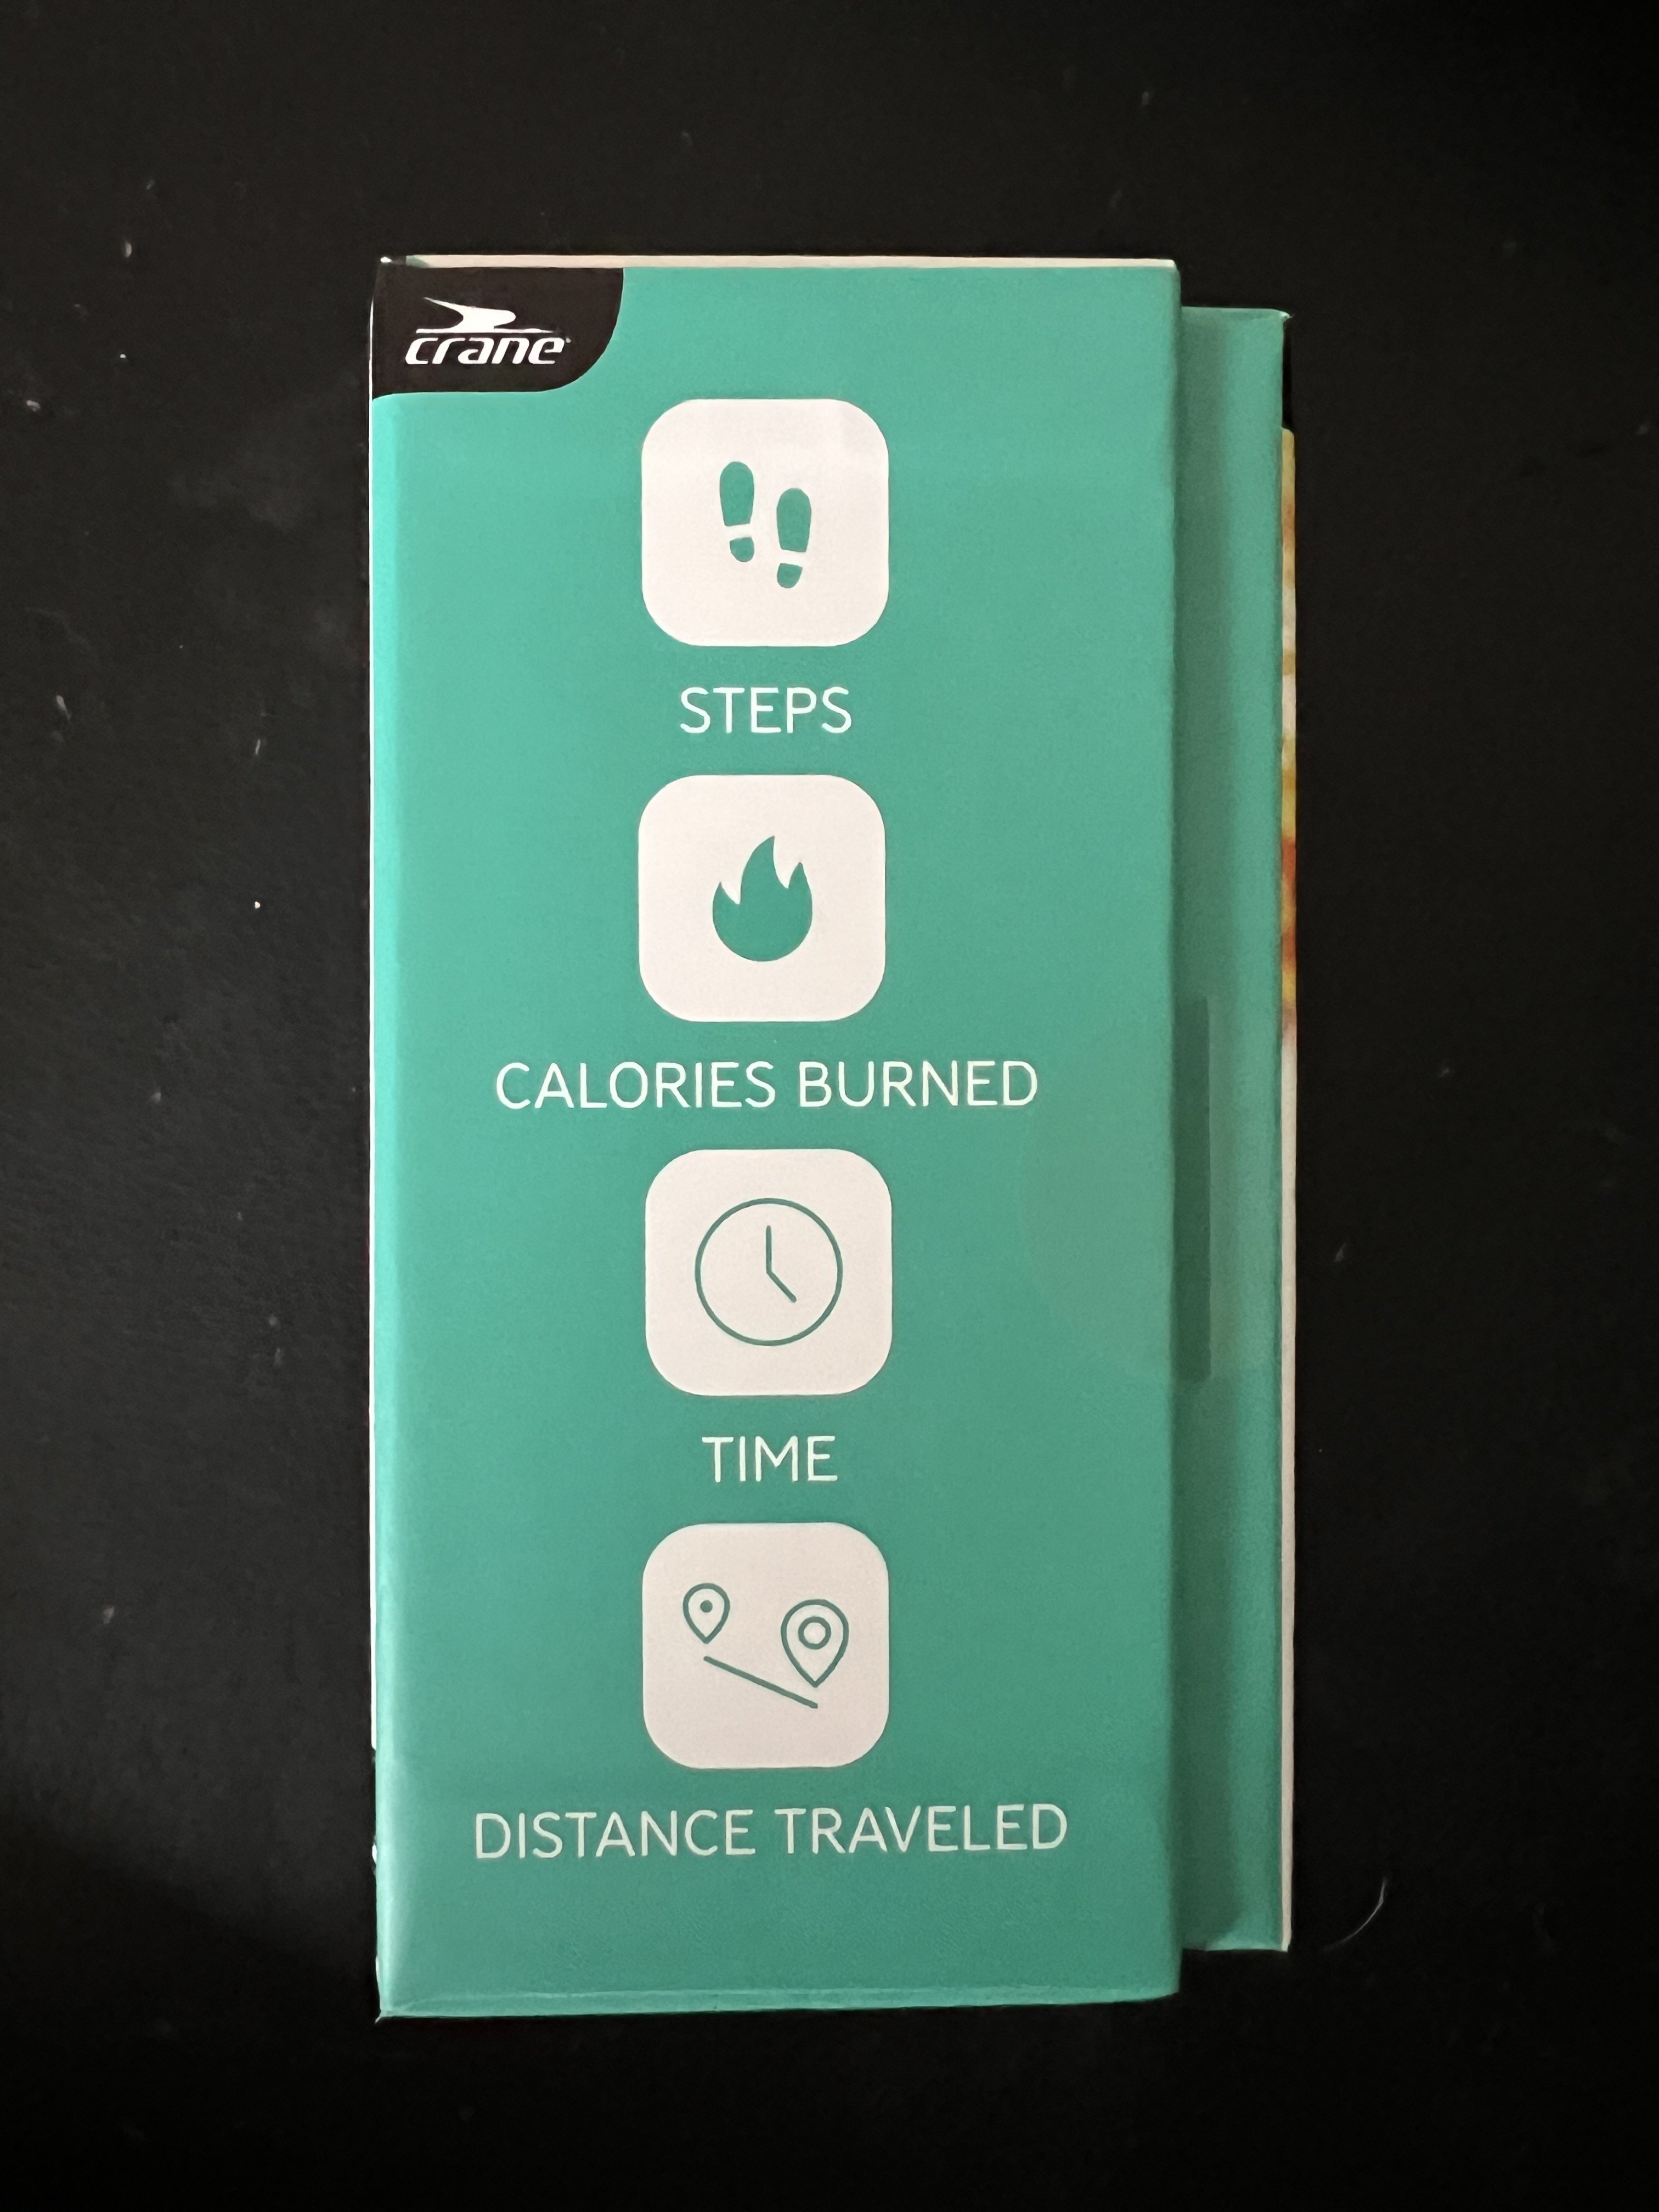 crane
STEPS
CALORIES BURNED
TIME
DISTANCE TRAVELED